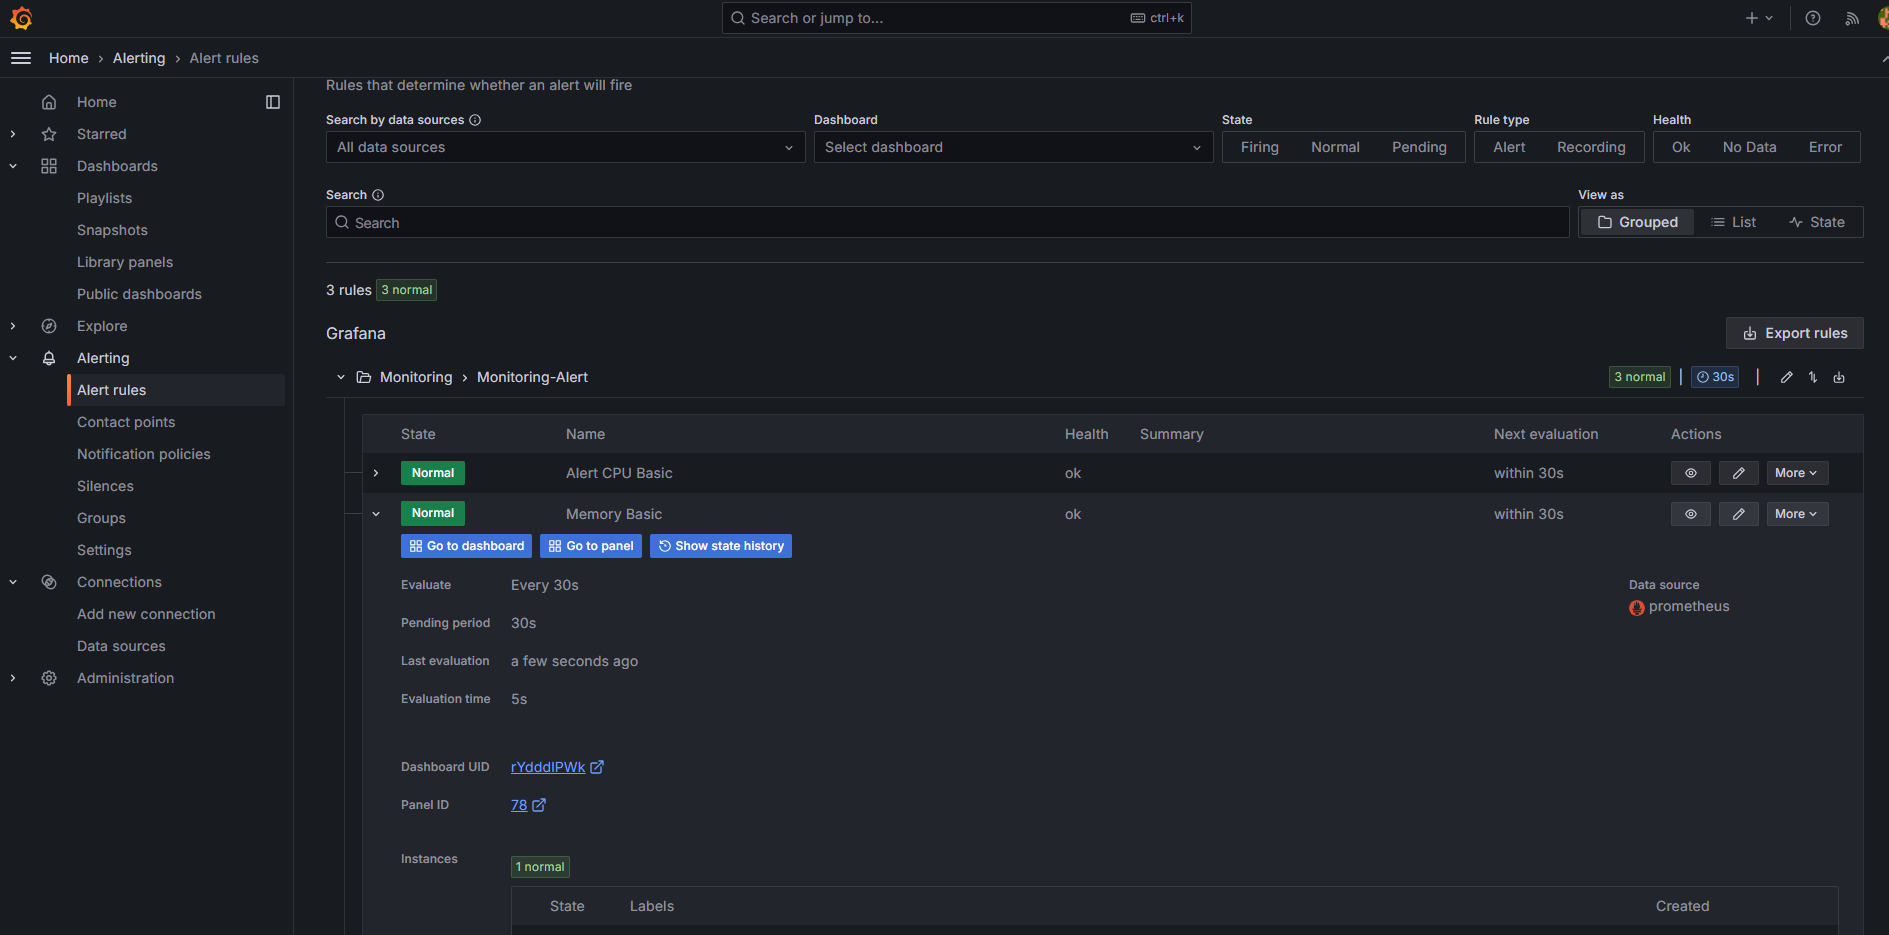 Search or jump to... ctrl+k
Home › Alerting › Alert rules
Home
Starred
Dashboards
Playlists
Snapshots
Library panels
Public dashboards
Explore
Alerting
Alert rules
Contact points
Notification policies
Silences
Groups
Settings
Connections
Add new connection
Data sources
Administration
Rules that determine whether an alert will fire
Search by data sources Dashboard State Rule type Health
All data sources Select dashboard Firing Normal Pending Alert Recording Ok No Data Error
Search View as
Search Grouped List State
3 rules 3 normal
Grafana Export rules
Monitoring › Monitoring-Alert 3 normal | 30s |
State Name Health Summary Next evaluation Actions
Normal Alert CPU Basic ok within 30s More
Normal Memory Basic ok within 30s More
Go to dashboard Go to panel Show state history
Evaluate Every 30s Data source
prometheus
Pending period 30s
Last evaluation a few seconds ago
Evaluation time 5s
Dashboard UID rYdddlPWk
Panel ID 78
Instances 1 normal
State Labels Created